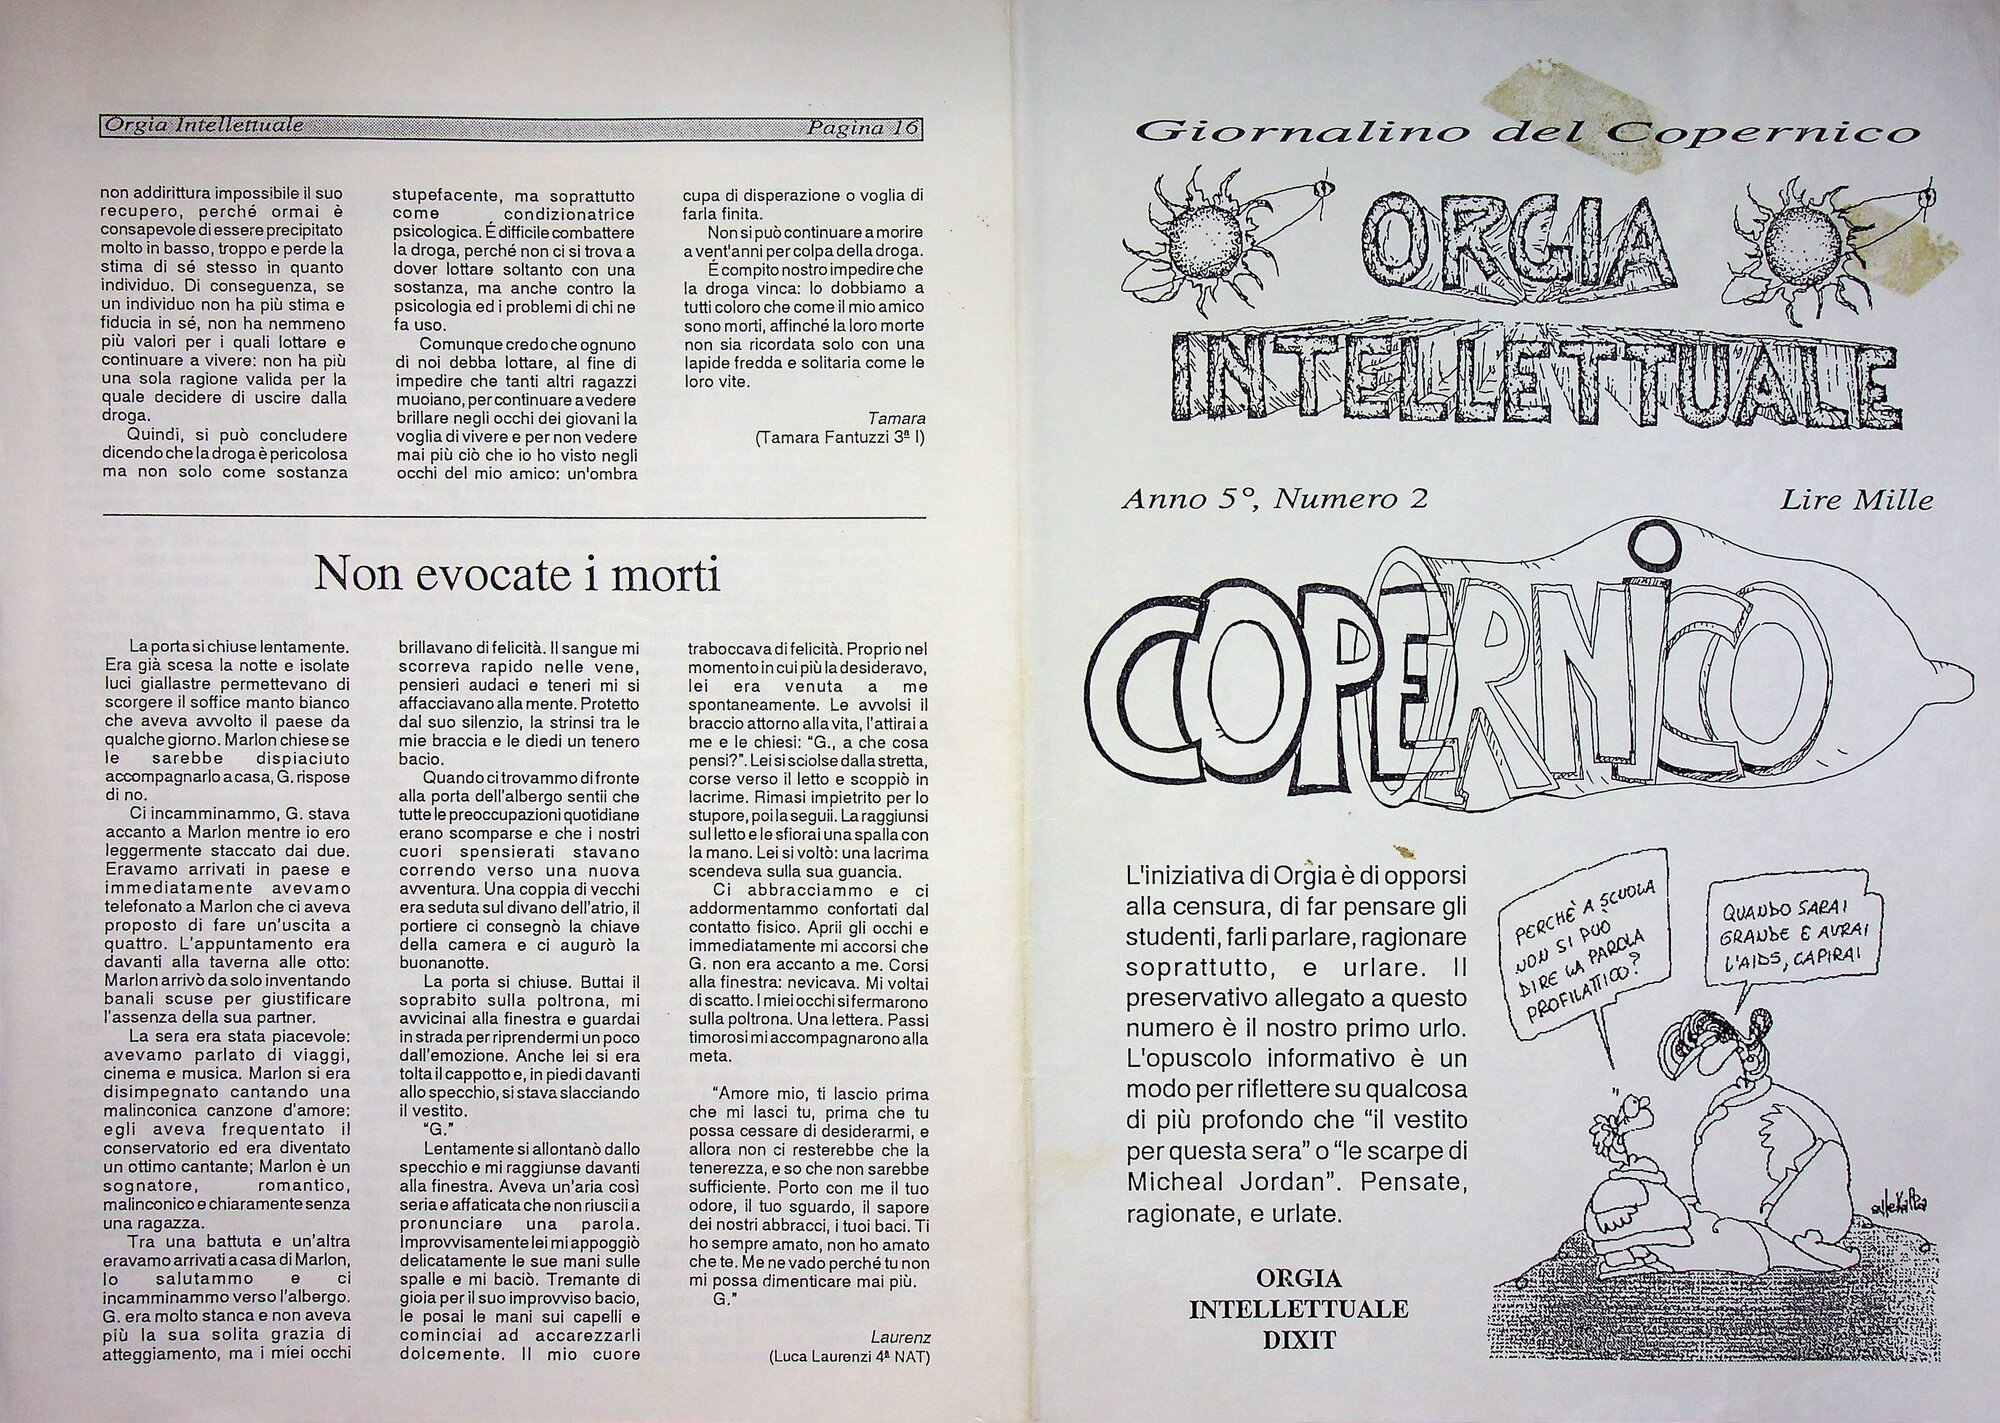 Orgia Intellettuale
Pagina 16
non addirittura impossibile il suo
recupero, perché ormai è
consapevole di essere precipitato
molto in basso, troppo e perde la
stima di sé stesso in quanto
individuo. Di conseguenza, se
un individuo non ha più stima e
fiducia in sé, non ha nemmeno
più valori per i quali lottare e
continuare a vivere: non ha più
una sola ragione valida per la
quale decidere di uscire dalla
droga.
Quindi, si può concludere
dicendo che la droga è pericolosa
ma non solo come sostanza
stupefacente, ma soprattutto
come condizionatrice
psicologica. É difficile combattere
la droga, perché non ci si trova a
dover lottare soltanto con una
sostanza, ma anche contro la
psicologia ed i problemi di chi ne
fa uso.
Comunque credo che ognuno
di noi debba lottare, al fine di
impedire che tanti altri ragazzi
muoiano, per continuare a vedere
brillare negli occhi dei giovani la
voglia di vivere e per non vedere
mai più ciò che io ho visto negli
occhi del mio amico: un'ombra
cupa di disperazione o voglia di
farla finita.
Non si può continuare a morire
a vent'anni per colpa della droga.
É compito nostro impedire che
la droga vinca: lo dobbiamo a
tutti coloro che come il mio amico
sono morti, affinché la loro morte
non sia ricordata solo con una
lapide fredda e solitaria come le
loro vite.
Tamara
(Tamara Fantuzzi 3ª I)
Non evocate i morti
La porta si chiuse lentamente.
Era già scesa la notte e isolate
luci giallastre permettevano di
scorgere il soffice manto bianco
che aveva avvolto il paese da
qualche giorno. Marlon chiese se
le sarebbe dispiaciuto
accompagnarlo a casa, G. rispose
di no.
Ci incamminammo, G. stava
accanto a Marlon mentre io ero
leggermente staccato dai due.
Eravamo arrivati in paese e
immediatamente avevamo
telefonato a Marlon che ci aveva
proposto di fare un'uscita a
quattro. L'appuntamento era
davanti alla taverna alle otto:
Marlon arrivò da solo inventando
banali scuse per giustificare
l'assenza della sua partner.
La sera era stata piacevole:
avevamo parlato di viaggi,
cinema e musica. Marlon si era
disimpegnato cantando una
malinconica canzone d'amore:
egli aveva frequentato il
conservatorio ed era diventato
un ottimo cantante; Marlon è un
sognatore, romantico,
malinconico e chiaramente senza
una ragazza.
Tra una battuta e un'altra
eravamo arrivati a casa di Marlon,
lo salutammo e ci
incamminammo verso l'albergo.
G. era molto stanca e non aveva
più la sua solita grazia di
atteggiamento, ma i miei occhi
brillavano di felicità. Il sangue mi
scorreva rapido nelle vene,
pensieri audaci e teneri mi si
affacciavano alla mente. Protetto
dal suo silenzio, la strinsi tra le
mie braccia e le diedi un tenero
bacio.
Quando ci trovammo di fronte
alla porta dell'albergo sentii che
tutte le preoccupazioni quotidiane
erano scomparse e che i nostri
cuori spensierati stavano
correndo verso una nuova
avventura. Una coppia di vecchi
era seduta sul divano dell'atrio, il
portiere ci consegnò la chiave
della camera e ci augurò la
buonanotte.
La porta si chiuse. Buttai il
soprabito sulla poltrona, mi
avvicinai alla finestra e guardai
in strada per riprendermi un poco
dall'emozione. Anche lei si era
tolta il cappotto e, in piedi davanti
allo specchio, si stava slacciando
il vestito.
"G."
Lentamente si allontanò dallo
specchio e mi raggiunse davanti
alla finestra. Aveva un'aria così
seria e affaticata che non riuscii a
pronunciare una parola.
Improvvisamente lei mi appoggiò
delicatamente le sue mani sulle
spalle e mi baciò. Tremante di
gioia per il suo improvviso bacio,
le posai le mani sui capelli e
cominciai ad accarezzarli
dolcemente. Il mio cuore
traboccava di felicità. Proprio nel
momento in cui più la desideravo,
lei era venuta a me
spontaneamente. Le avvolsi il
braccio attorno alla vita, l'attirai a
me e le chiesi: "G., a che cosa
pensi?". Lei si sciolse dalla stretta,
corse verso il letto e scoppiò in
lacrime. Rimasi impietrito per lo
stupore, poi la seguii. La raggiunsi
sul letto e le sfiorai una spalla con
la mano. Lei si voltò: una lacrima
scendeva sulla sua guancia.
Ci abbracciammo e ci
addormentammo confortati dal
contatto fisico. Aprii gli occhi e
immediatamente mi accorsi che
G. non era accanto a me. Corsi
alla finestra: nevicava. Mi voltai
di scatto. I miei occhi si fermarono
sulla poltrona. Una lettera. Passi
timorosi mi accompagnarono alla
meta.
"Amore mio, ti lascio prima
che mi lasci tu, prima che tu
possa cessare di desiderarmi, e
allora non ci resterebbe che la
tenerezza, e so che non sarebbe
sufficiente. Porto con me il tuo
odore, il tuo sguardo, il sapore
dei nostri abbracci, i tuoi baci. Ti
ho sempre amato, non ho amato
che te. Me ne vado perché tu non
mi possa dimenticare mai più.
G."
Laurenz
(Luca Laurenzi 4ª NAT)
Giornalino del Copernico
ORGIA
INTELLETTUALE
Anno 5°, Numero 2
Lire Mille
COPERNiCO
L'iniziativa di Orgia è di opporsi
alla censura, di far pensare gli
studenti, farli parlare, ragionare
soprattutto, e urlare. Il
preservativo allegato a questo
numero è il nostro primo urlo.
L'opuscolo informativo è un
modo per riflettere su qualcosa
di più profondo che "il vestito
per questa sera" o "le scarpe di
Micheal Jordan". Pensate,
ragionate, e urlate.
ORGIA
INTELLETTUALE
DIXIT
PERCHÈ A SCUOLA
NON SI PUÒ
DIRE LA PAROLA
PROFILATTICO?
QUANDO SARAI
GRANDE E AVRAI
L'AIDS, CAPIRAI